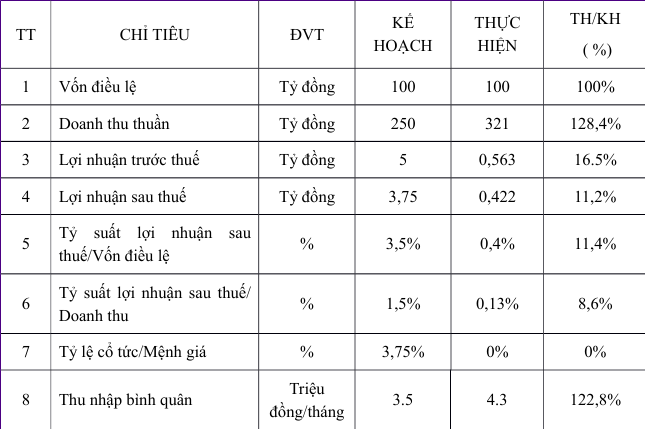 TT CHỈ TIÊU ĐVT KẾ HOẠCH THỰC HIỆN TH/KH ( %)
1 Vốn điều lệ Tỷ đồng 100 100 100%
2 Doanh thu thuần Tỷ đồng 250 321 128,4%
3 Lợi nhuận trước thuế Tỷ đồng 5 0,563 16.5%
4 Lợi nhuận sau thuế Tỷ đồng 3,75 0,422 11,2%
5 Tỷ suất lợi nhuận sau thuế/Vốn điều lệ % 3,5% 0,4% 11,4%
6 Tỷ suất lợi nhuận sau thuế/ Doanh thu % 1,5% 0,13% 8,6%
7 Tỷ lệ cổ tức/Mệnh giá % 3,75% 0% 0%
8 Thu nhập bình quân Triệu đồng/tháng 3.5 4.3 122,8%